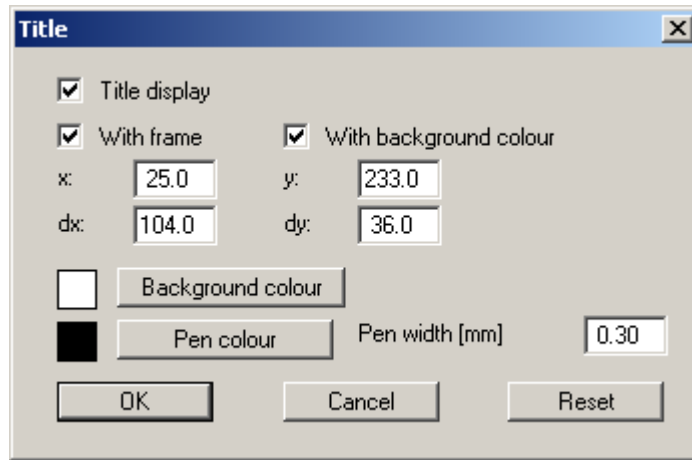 Title
Title display
With frame With background colour
x: 25.0 y: 233.0
dx: 104.0 dy: 36.0
Background colour
Pen colour Pen width [mm] 0.30
OK Cancel Reset